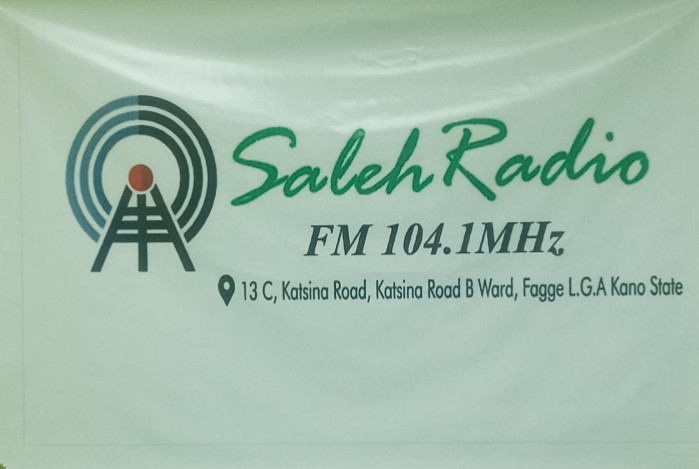 Saleh Radio
FM 104.1MHz
13 C, Katsina Road, Katsina Road B Ward, Fagge L.G.A Kano State